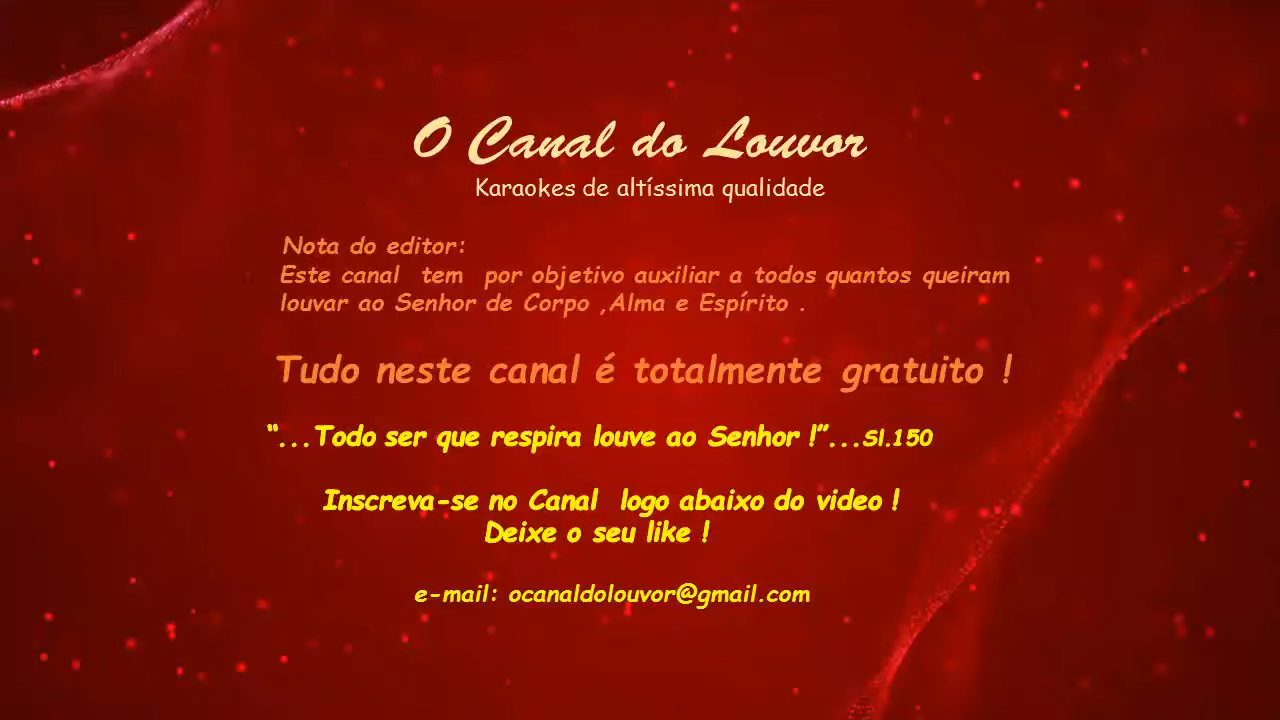 O Canal do Louvor
Karaokes de altíssima qualidade
Nota do editor:
Este canal tem por objetivo auxiliar a todos quantos queiram
louvar ao Senhor de Corpo ,Alma e Espírito .
Tudo neste canal é totalmente gratuito !
“...Todo ser que respira louve ao Senhor !”...Sl.150
Inscreva-se no Canal logo abaixo do video !
Deixe o seu like !
e-mail: ocanaldolouvor@gmail.com